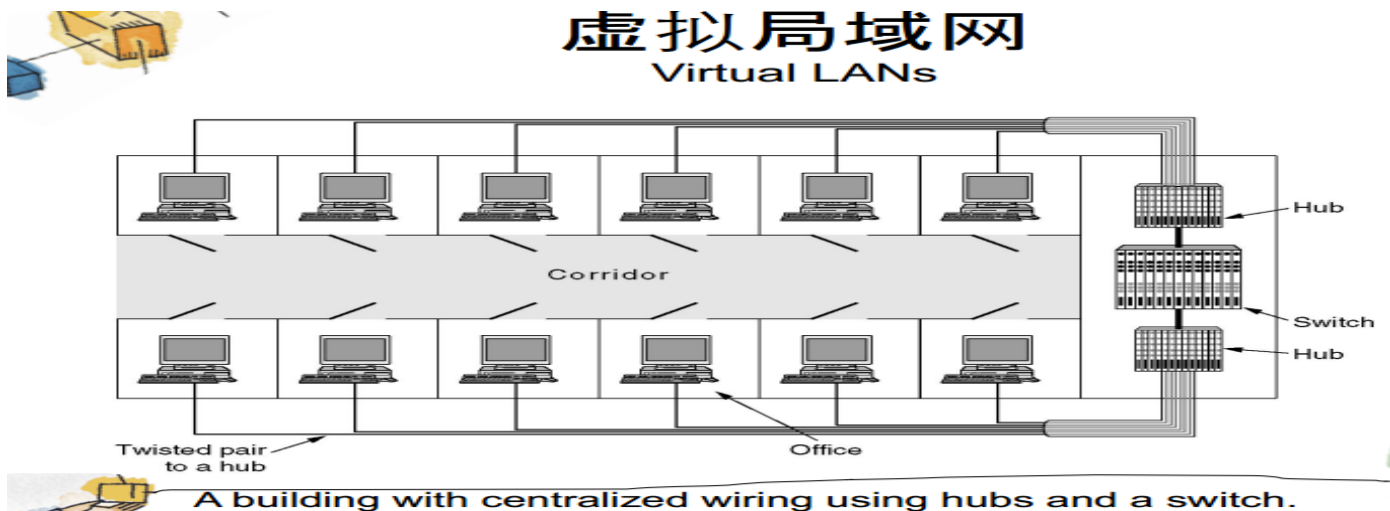 虚拟局域网
Virtual LANs
Hub
Corridor
Switch
Hub
Twisted pair
to a hub
Office
A building with centralized wiring using hubs and a switch.